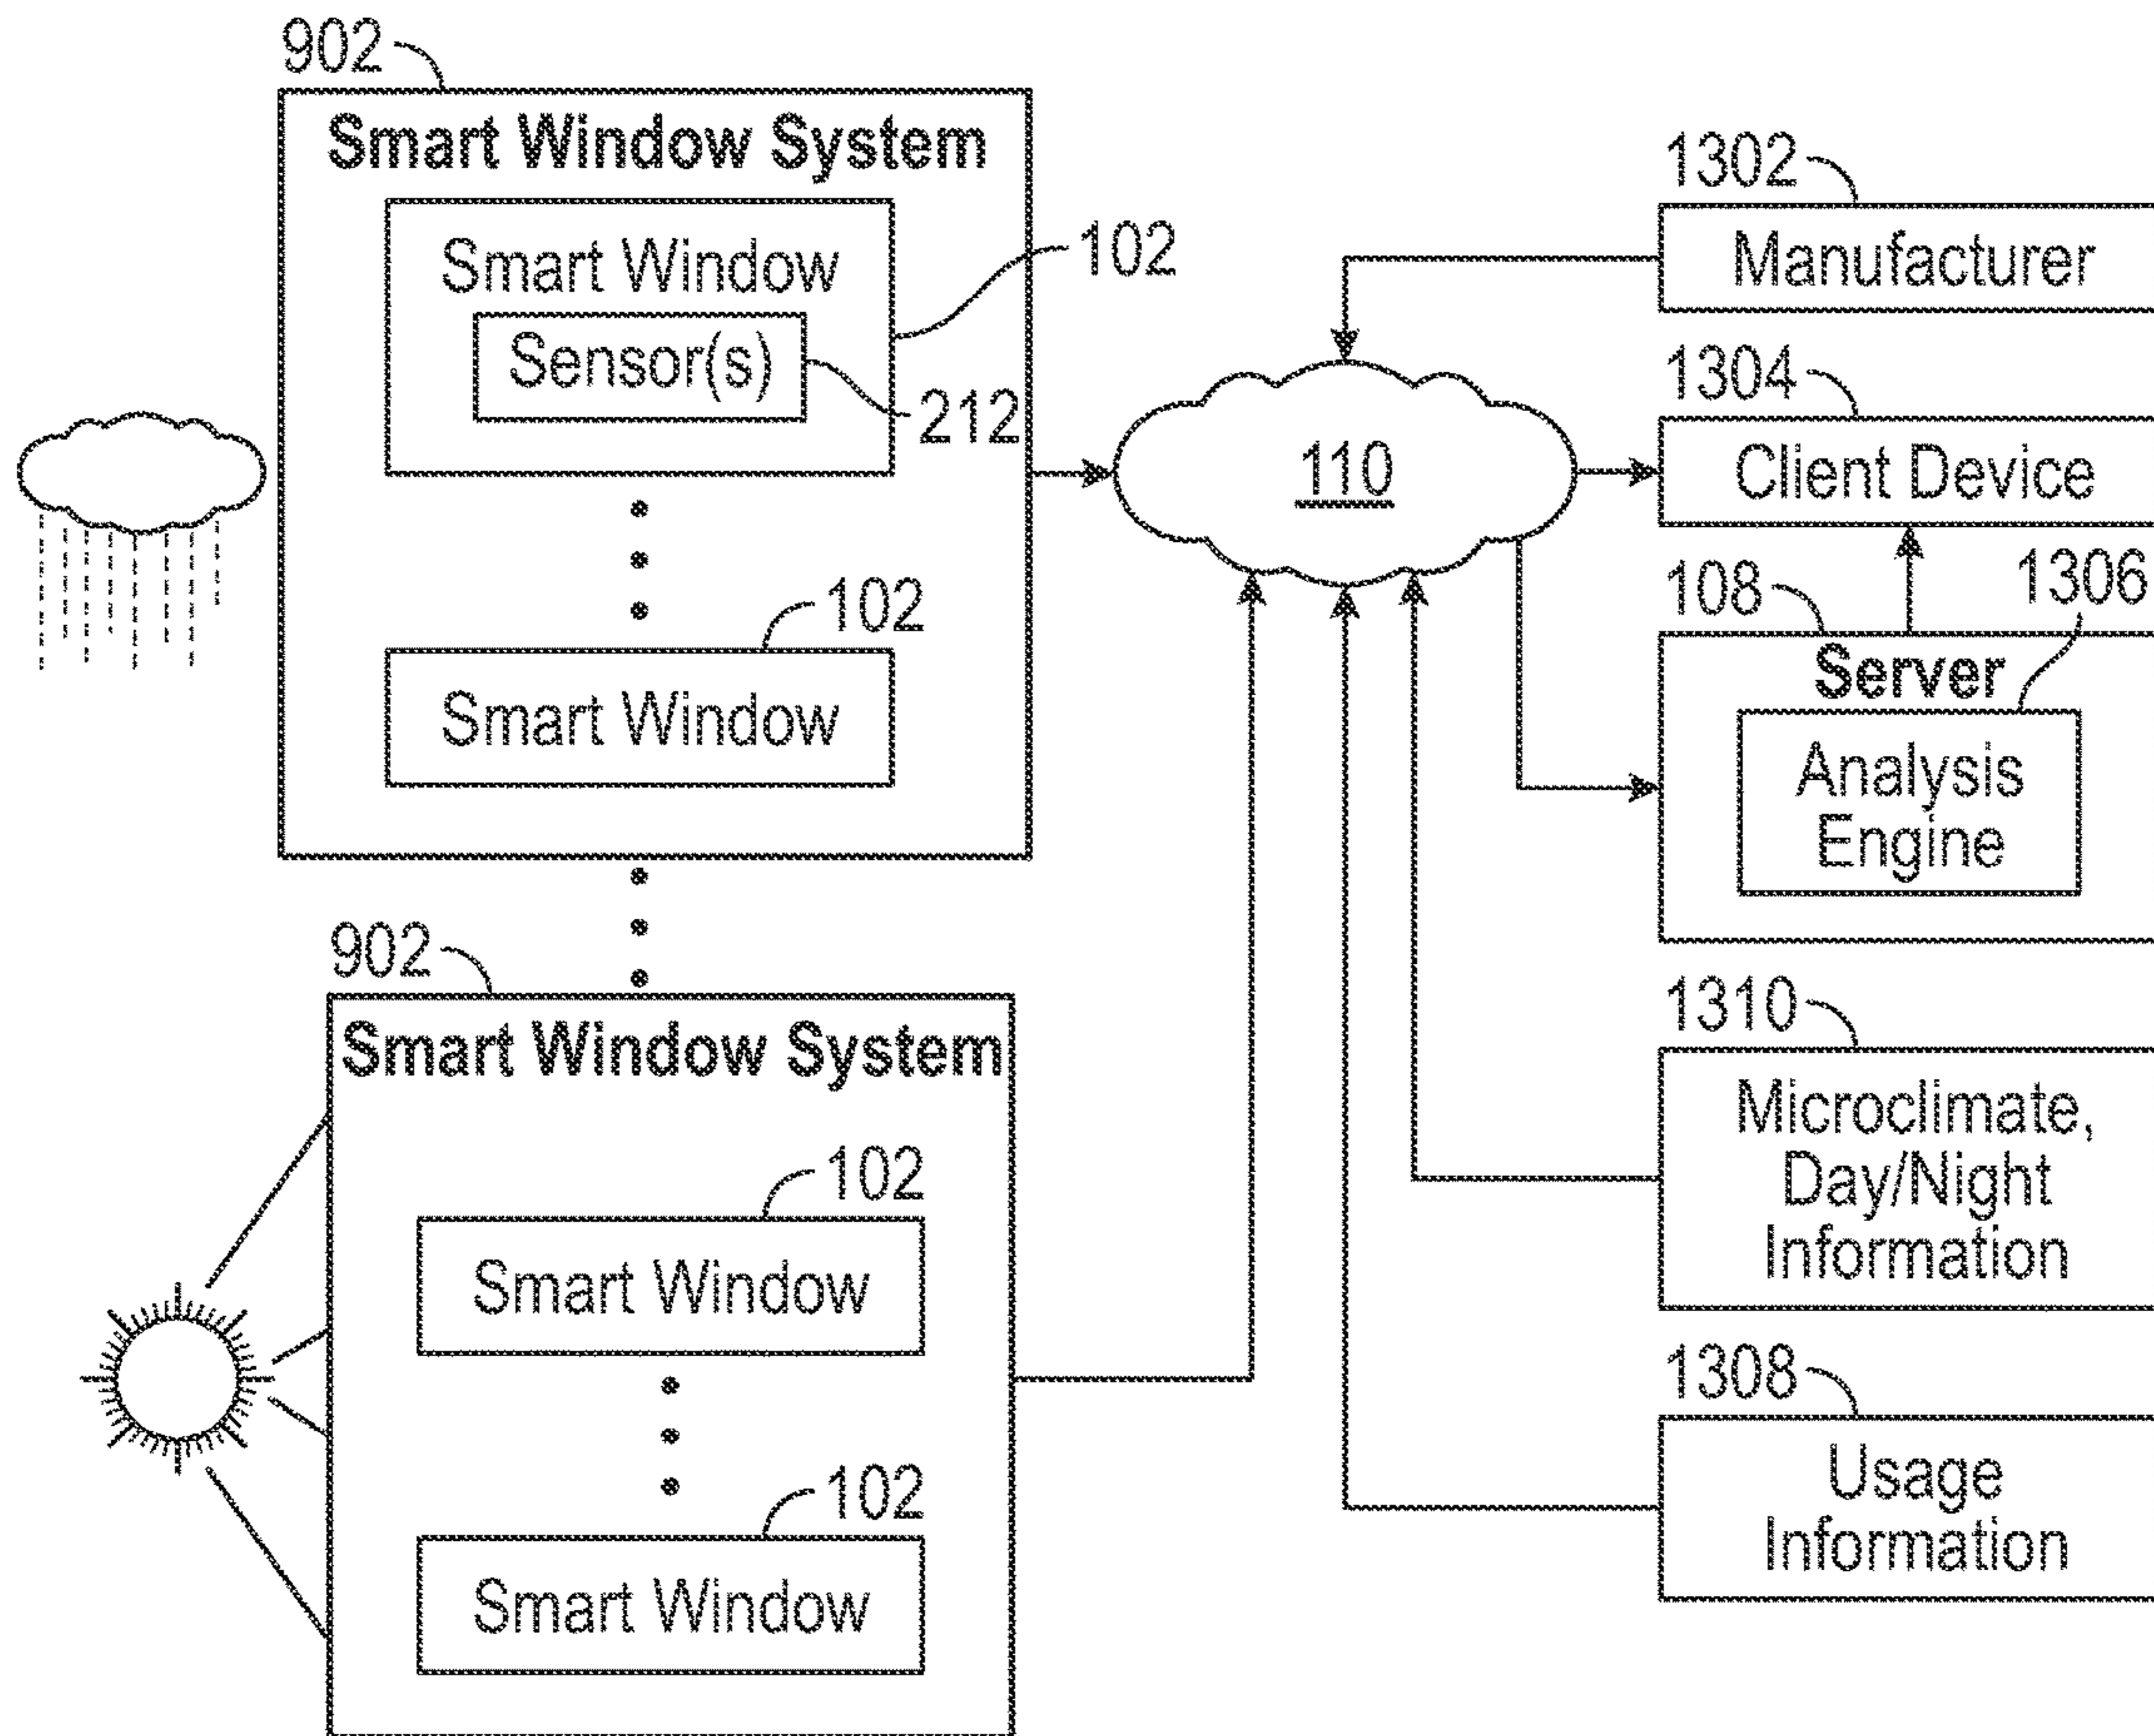 902
Smart Window System
Smart Window
102
Sensor(s)
212
102
Smart Window
902
Smart Window System
102
Smart Window
102
Smart Window
110
1302
Manufacturer
1304
Client Device
108
1306
Server
Analysis
Engine
1310
Microclimate,
Day/Night
Information
1308
Usage
Information